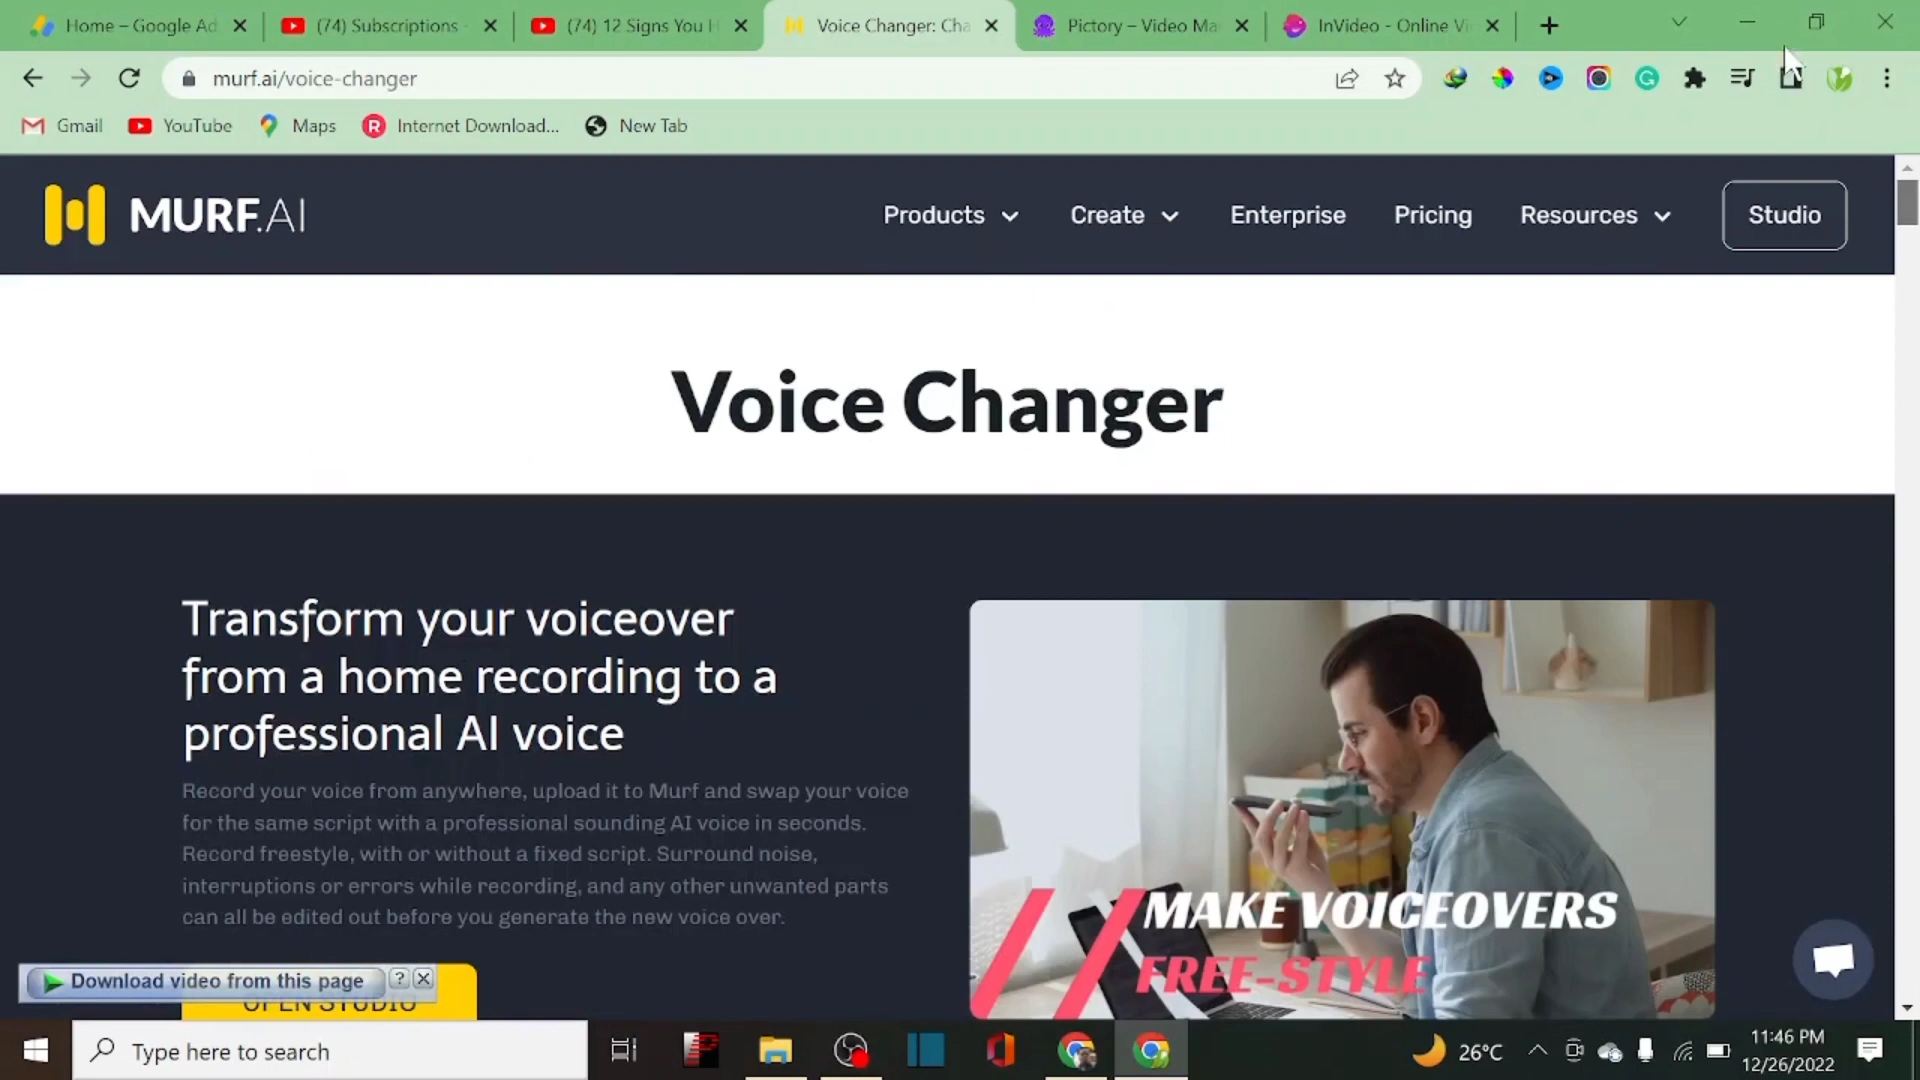 Home – Google Ad
(74) Subscriptions -
(74) 12 Signs You H
Voice Changer: Cha
Pictory – Video Ma
InVideo - Online Vi
murf.ai/voice-changer
Gmail
YouTube
Maps
Internet Download...
New Tab
MURF.AI
Products
Create
Enterprise
Pricing
Resources
Studio
Voice Changer
Transform your voiceover
from a home recording to a
professional AI voice
Record your voice from anywhere, upload it to Murf and swap your voice
for the same script with a professional sounding AI voice in seconds.
Record freestyle, with or without a fixed script. Surround noise,
interruptions or errors while recording, and any other unwanted parts
can all be edited out before you generate the new voice over.
MAKE VOICEOVERS
FREE-STYLE
Download video from this page
?
OPEN STUDIO
Type here to search
26°C
11:46 PM
12/26/2022